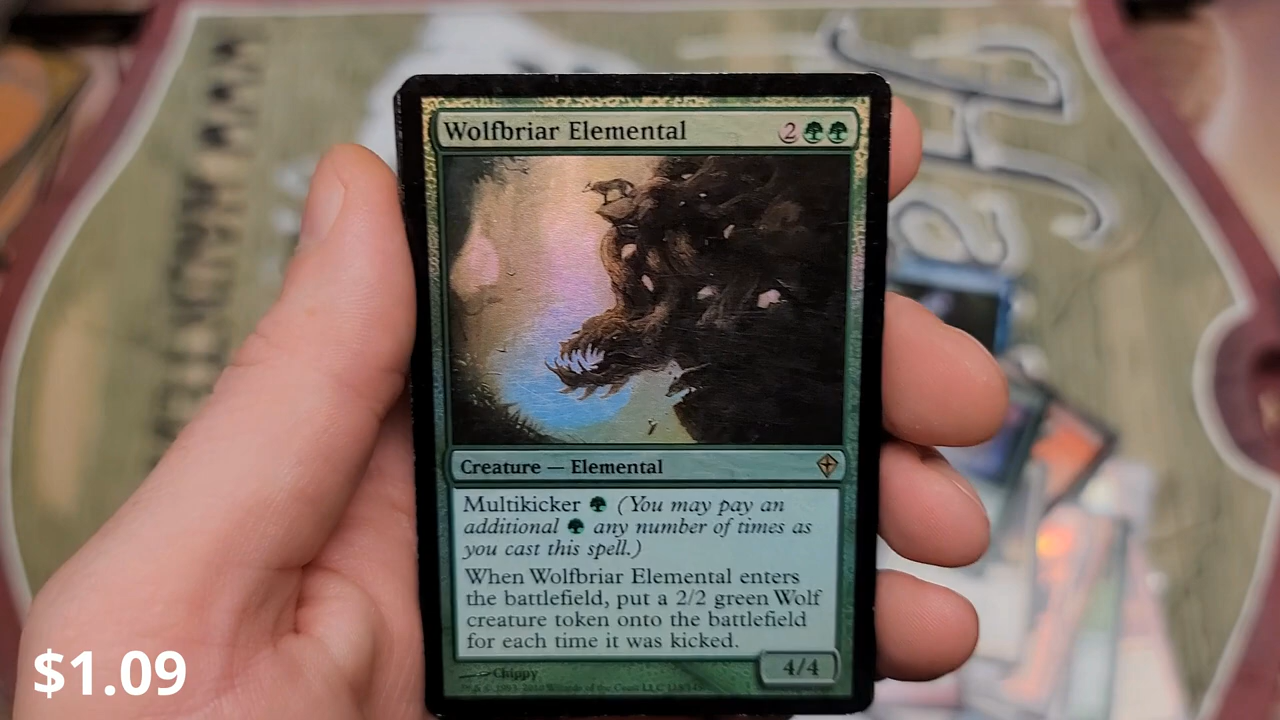 Wolfbriar Elemental 2
Creature — Elemental
Multikicker (You may pay an
additional any number of times as
you cast this spell.)
When Wolfbriar Elemental enters
the battlefield, put a 2/2 green Wolf
creature token onto the battlefield
for each time it was kicked.
Chippy
4/4
$1.09